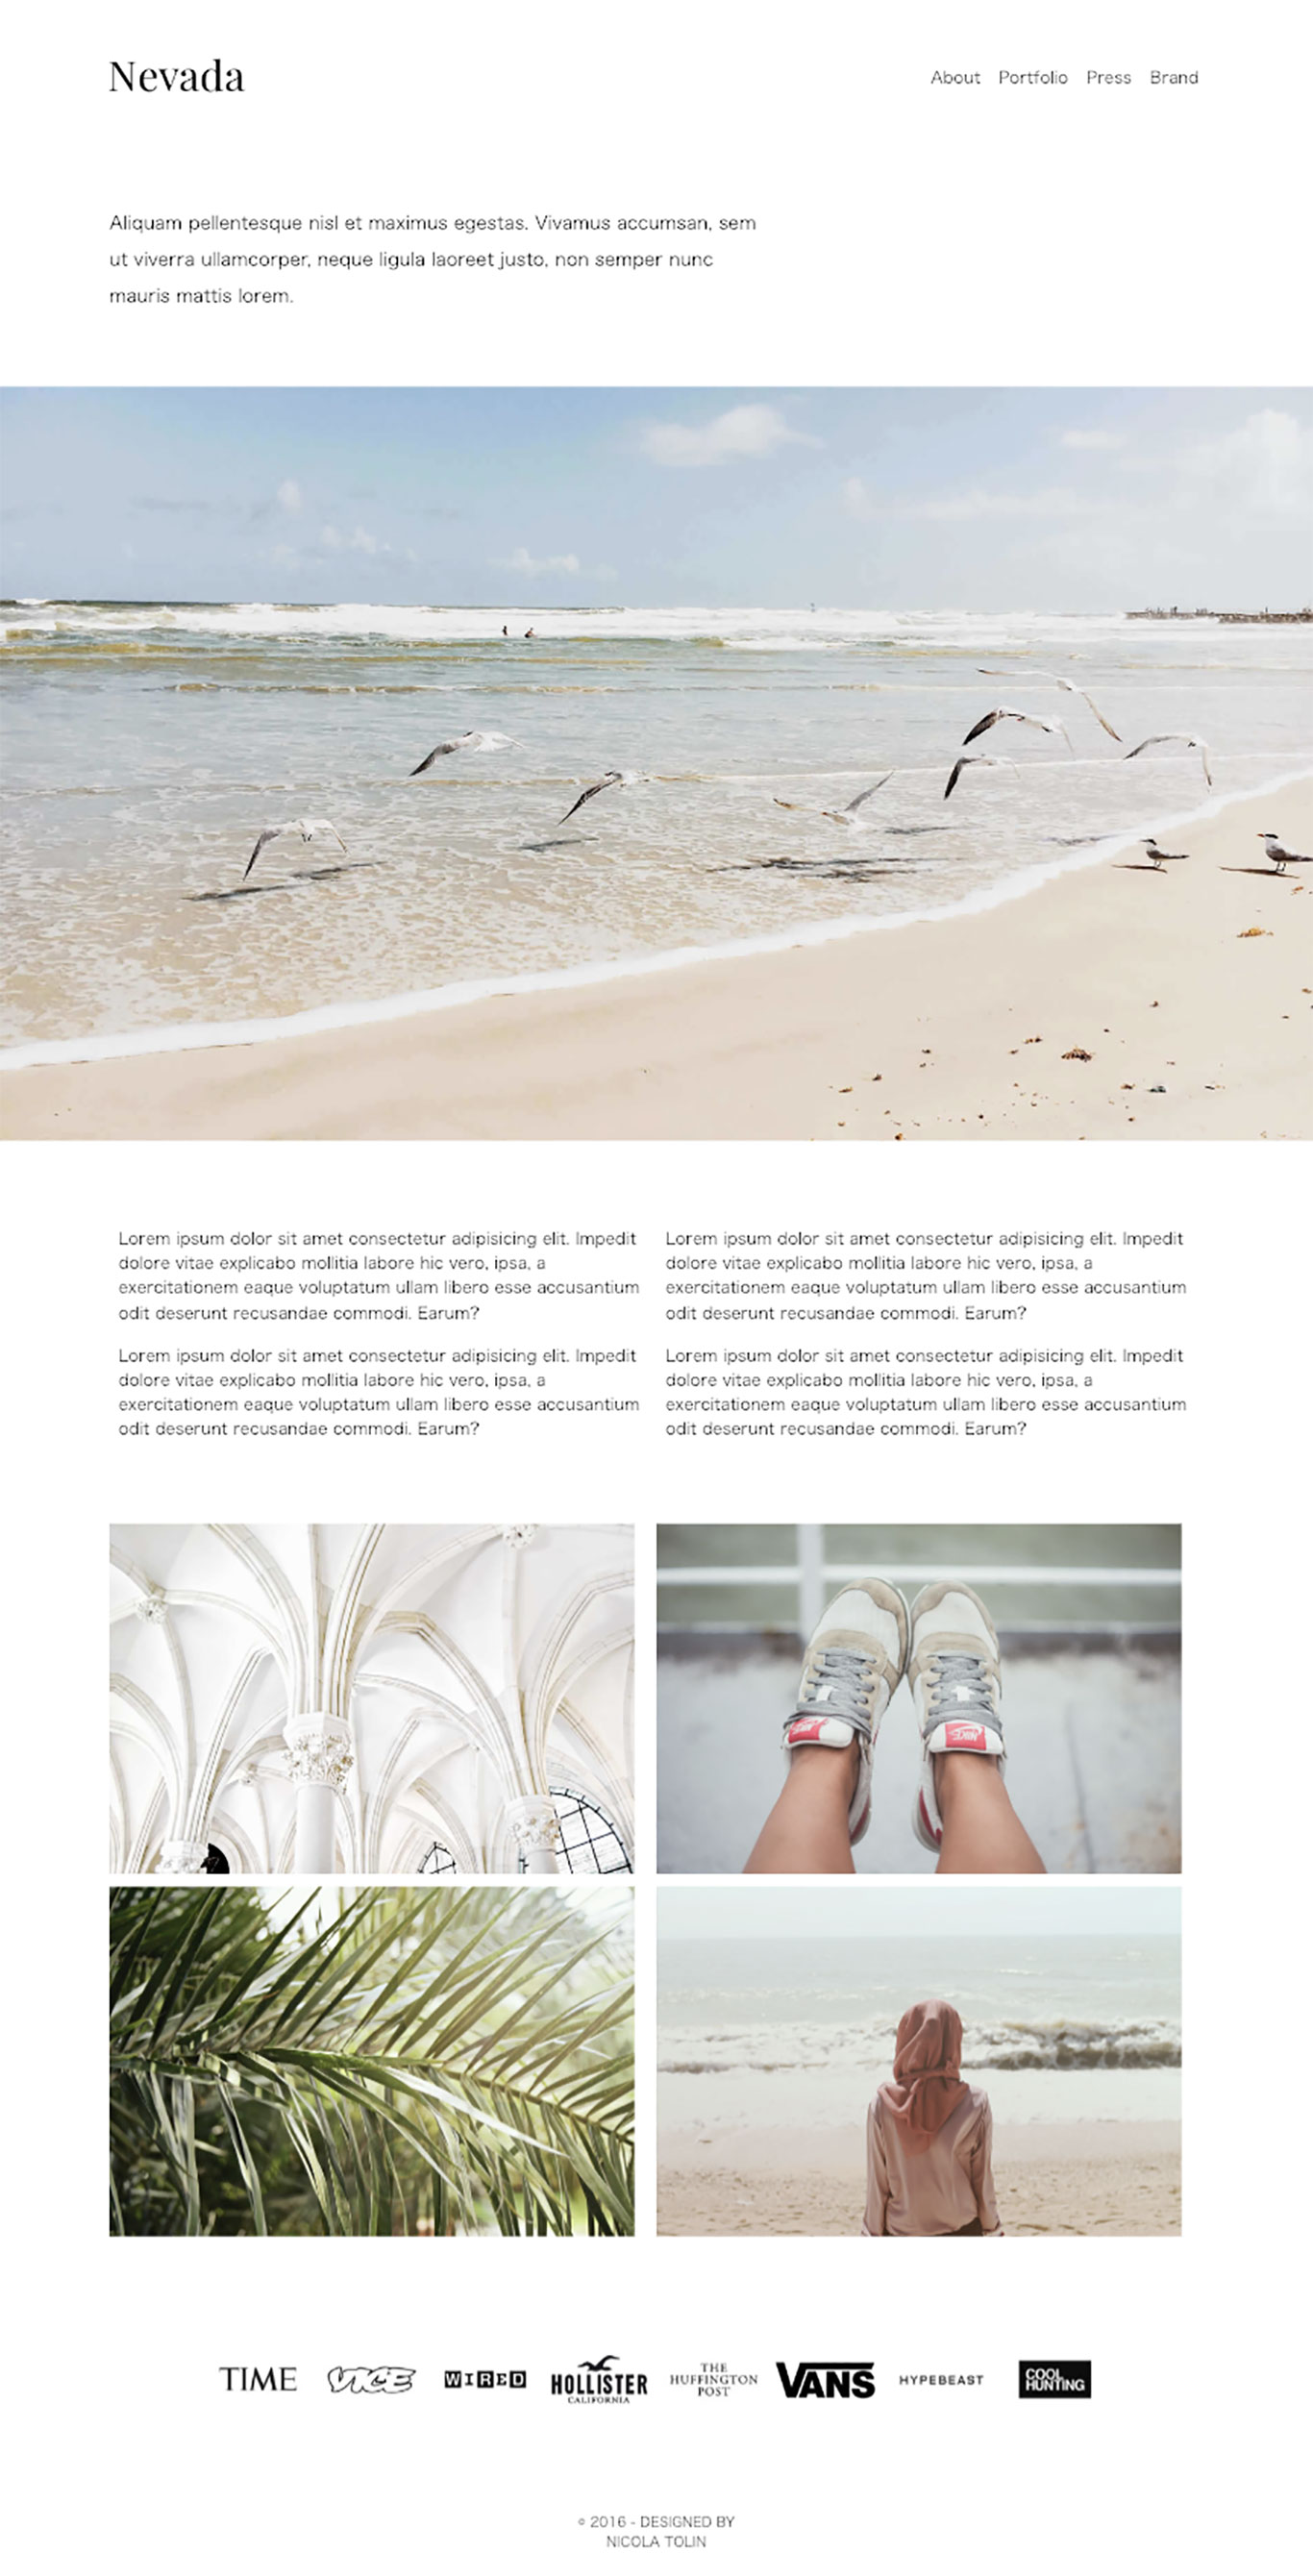 Nevada
About Portfolio Press Brand
Aliquam pellentesque nisl et maximus egestas. Vivamus accumsan, sem
ut viverra ullamcorper, neque ligula laoreet justo, non semper nunc
mauris mattis lorem.
Lorem ipsum dolor sit amet consectetur adipisicing elit. Impedit
dolore vitae explicabo mollitia labore hic vero, ipsa, a
exercitationem eaque voluptatum ullam libero esse accusantium
odit deserunt recusandae commodi. Earum?
Lorem ipsum dolor sit amet consectetur adipisicing elit. Impedit
dolore vitae explicabo mollitia labore hic vero, ipsa, a
exercitationem eaque voluptatum ullam libero esse accusantium
odit deserunt recusandae commodi. Earum?
Lorem ipsum dolor sit amet consectetur adipisicing elit. Impedit
dolore vitae explicabo mollitia labore hic vero, ipsa, a
exercitationem eaque voluptatum ullam libero esse accusantium
odit deserunt recusandae commodi. Earum?
Lorem ipsum dolor sit amet consectetur adipisicing elit. Impedit
dolore vitae explicabo mollitia labore hic vero, ipsa, a
exercitationem eaque voluptatum ullam libero esse accusantium
odit deserunt recusandae commodi. Earum?
TIME
VICE
WIRED
HOLLISTER
CALIFORNIA
THE
HUFFINGTON
POST
VANS
HYPEBEAST
COOL
HUNTING
© 2016 - DESIGNED BY
NICOLA TOLIN